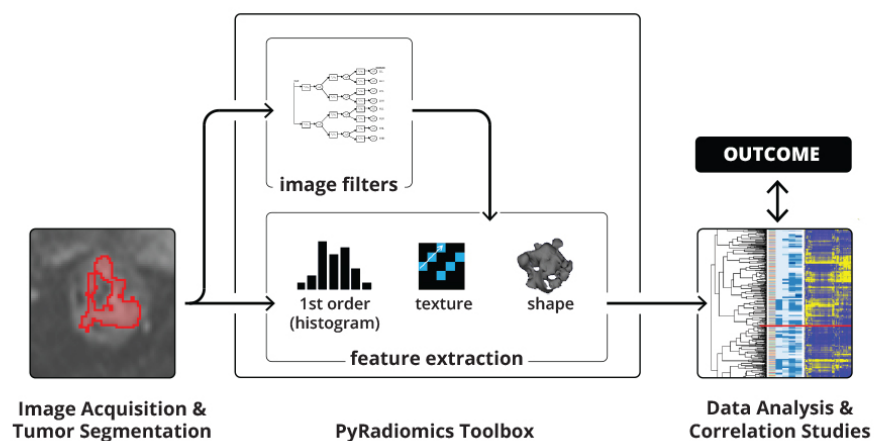 image filters
OUTCOME
1st order
(histogram)
texture
shape
feature extraction
Image Acquisition &
Tumor Segmentation
PyRadiomics Toolbox
Data Analysis &
Correlation Studies